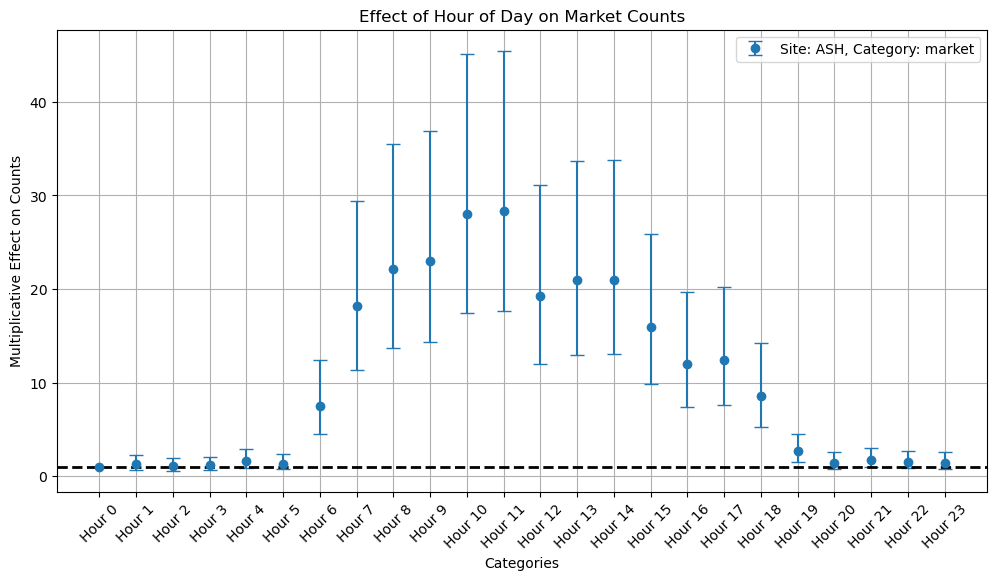 Effect of Hour of Day on Market Counts
Site: ASH, Category: market
Multiplicative Effect on Counts
40
30
20
10
0
Hour 0
Hour 1
Hour 2
Hour 3
Hour 4
Hour 5
Hour 6
Hour 7
Hour 8
Hour 9
Hour 10
Hour 11
Hour 12
Hour 13
Hour 14
Hour 15
Hour 16
Hour 17
Hour 18
Hour 19
Hour 20
Hour 21
Hour 22
Hour 23
Categories